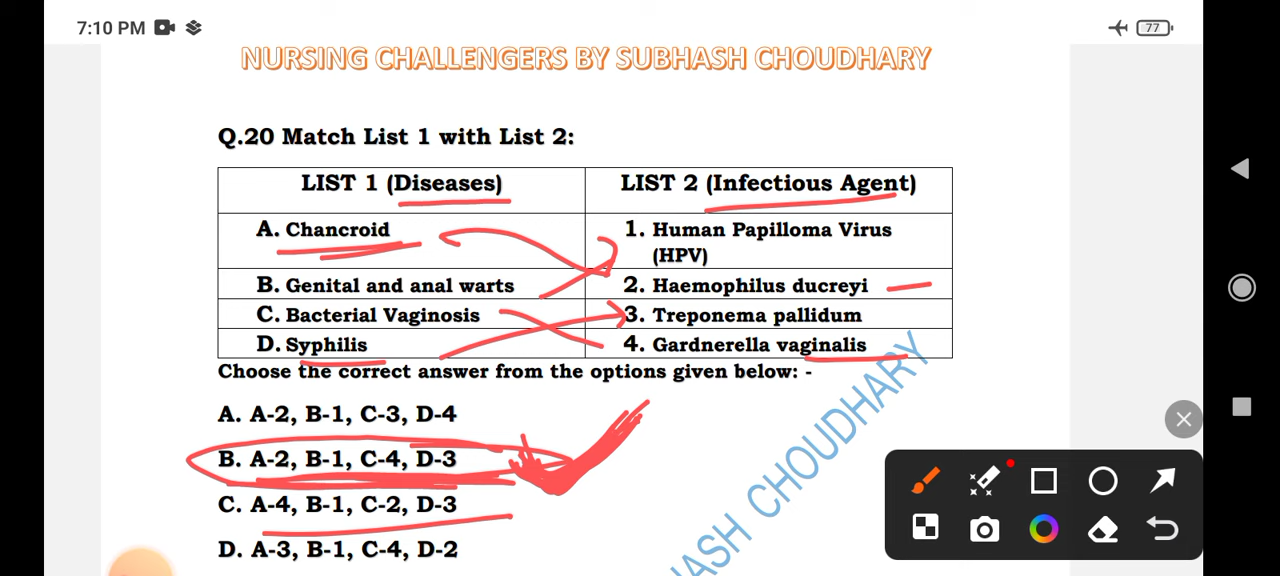 7:10 PM
77
NURSING CHALLENGERS BY SUBHASH CHOUDHARY
Q.20 Match List 1 with List 2:
LIST 1 (Diseases) LIST 2 (Infectious Agent)
A. Chancroid 1. Human Papilloma Virus
(HPV)
B. Genital and anal warts 2. Haemophilus ducreyi
C. Bacterial Vaginosis 3. Treponema pallidum
D. Syphilis 4. Gardnerella vaginalis
Choose the correct answer from the options given below: -
A. A-2, B-1, C-3, D-4
B. A-2, B-1, C-4, D-3
C. A-4, B-1, C-2, D-3
D. A-3, B-1, C-4, D-2
CHOUDHARY